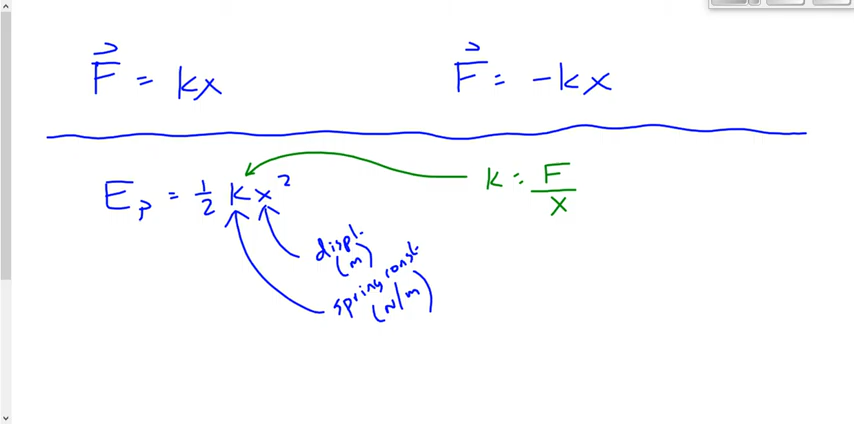 F⃗ = kx
F⃗ = -kx
Eₚ = ½ kx²
k = F/x
displ.
(m)
spring const.
(N/m)